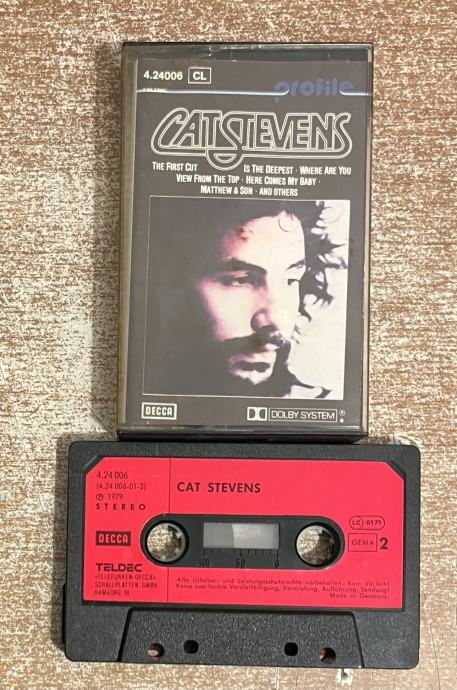 4.24006 CL
profile
CAT STEVENS
THE FIRST CUT IS THE DEEPEST · WHERE ARE YOU
VIEW FROM THE TOP · HERE COMES MY BABY ·
MATTHEW & SON · AND OTHERS
DECCA
DOLBY SYSTEM ®
4.24 006
(4.24 006-01-2)
℗ 1979
STEREO
CAT STEVENS
LC 0171
DECCA
GEMA 2
100 50 0
TELDEC
»TELEFUNKEN-DECCA«
SCHALLPLATTEN GMBH
HAMBURG 19
Alle Urheber- und Leistungsschutzrechte vorbehalten. Kein Verleih!
Keine unerlaubte Vervielfältigung, Vermietung, Aufführung, Sendung!
Made in Germany